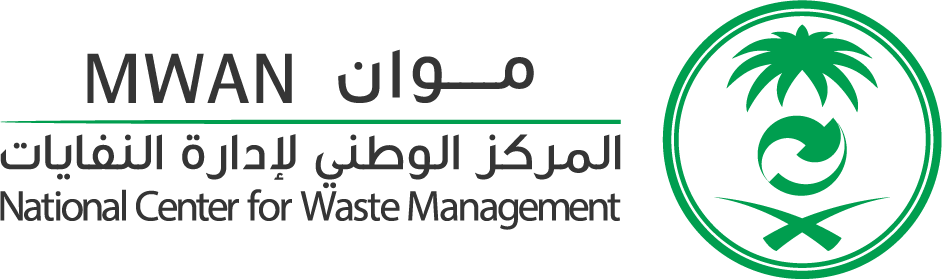 MWAN موان
المركز الوطني لإدارة النفايات
National Center for Waste Management